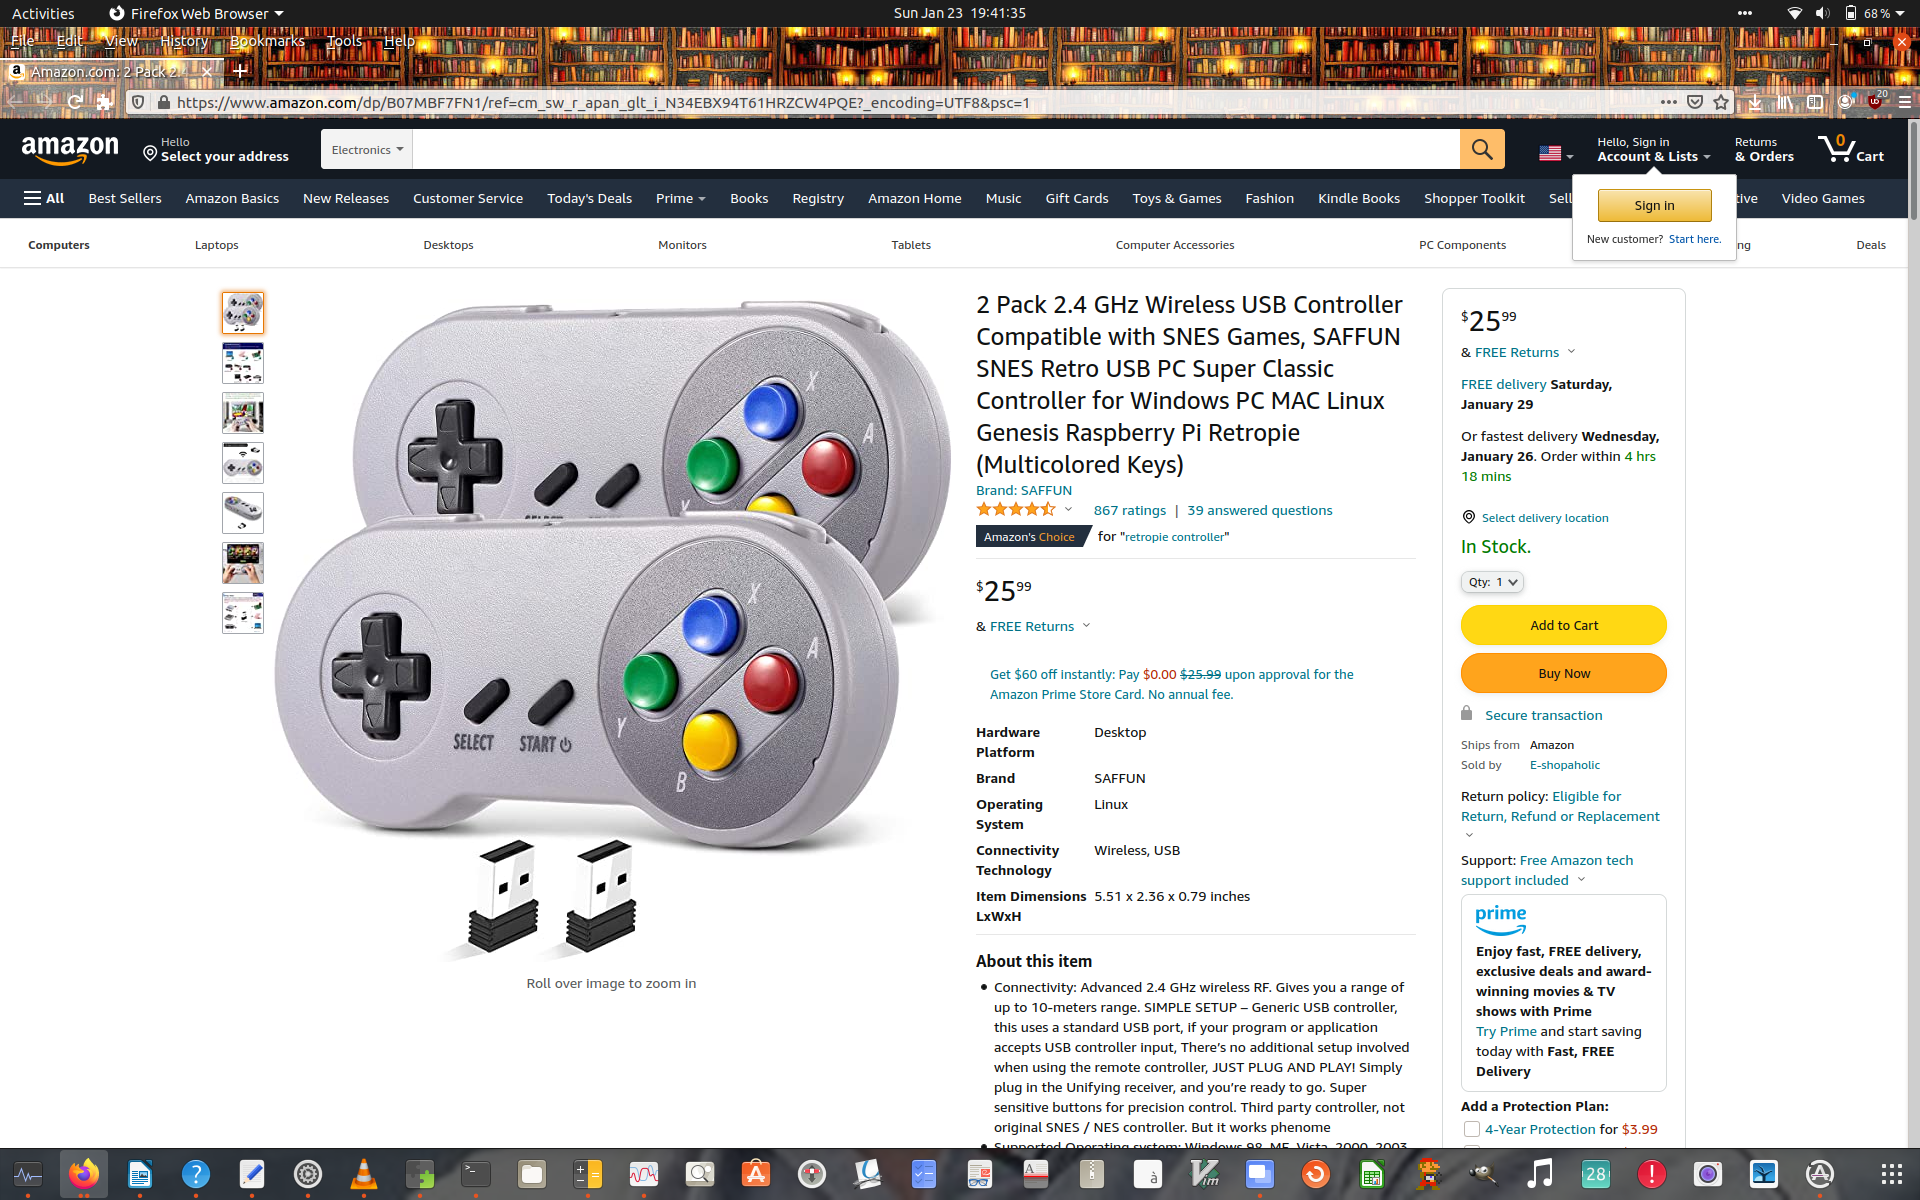 Activities Firefox Web Browser Sun Jan 23 19:41:35 68 %
File Edit View History Bookmarks Tools Help
Amazon.com: 2 Pack 2.
https://www.amazon.com/dp/B07MBF7FN1/ref=cm_sw_r_apan_glt_i_N34EBX94T61HRZCW4PQE?_encoding=UTF8&psc=1 20
amazon Hello Select your address Electronics Hello, Sign in Account & Lists Returns & Orders 0 Cart
All Best Sellers Amazon Basics New Releases Customer Service Today's Deals Prime Books Registry Amazon Home Music Gift Cards Toys & Games Fashion Kindle Books Shopper Toolkit Sell tive Video Games
Sign in
New customer? Start here.
Computers Laptops Desktops Monitors Tablets Computer Accessories PC Components ng Deals
X
A
Y
X
A
Y
B
SELECT START
Roll over image to zoom in
2 Pack 2.4 GHz Wireless USB Controller
Compatible with SNES Games, SAFFUN
SNES Retro USB PC Super Classic
Controller for Windows PC MAC Linux
Genesis Raspberry Pi Retropie
(Multicolored Keys)
Brand: SAFFUN
867 ratings | 39 answered questions
Amazon's Choice for "retropie controller"
$25 99
& FREE Returns
Get $60 off instantly: Pay $0.00 $25.99 upon approval for the
Amazon Prime Store Card. No annual fee.
Hardware Platform Desktop
Brand SAFFUN
Operating System Linux
Connectivity Technology Wireless, USB
Item Dimensions LxWxH 5.51 x 2.36 x 0.79 inches
About this item
Connectivity: Advanced 2.4 GHz wireless RF. Gives you a range of
up to 10-meters range. SIMPLE SETUP – Generic USB controller,
this uses a standard USB port, if your program or application
accepts USB controller input, There's no additional setup involved
when using the remote controller, JUST PLUG AND PLAY! Simply
plug in the Unifying receiver, and you're ready to go. Super
sensitive buttons for precision control. Third party controller, not
original SNES / NES controller. But it works phenome
Supported Operating system: Windows 98, ME, Vista, 2000, 2003,
$25 99
& FREE Returns
FREE delivery Saturday,
January 29
Or fastest delivery Wednesday,
January 26. Order within 4 hrs
18 mins
Select delivery location
In Stock.
Qty: 1
Add to Cart
Buy Now
Secure transaction
Ships from Amazon
Sold by E-shopaholic
Return policy: Eligible for
Return, Refund or Replacement
Support: Free Amazon tech
support included
prime
Enjoy fast, FREE delivery,
exclusive deals and award-
winning movies & TV
shows with Prime
Try Prime and start saving
today with Fast, FREE
Delivery
Add a Protection Plan:
4-Year Protection for $3.99
28